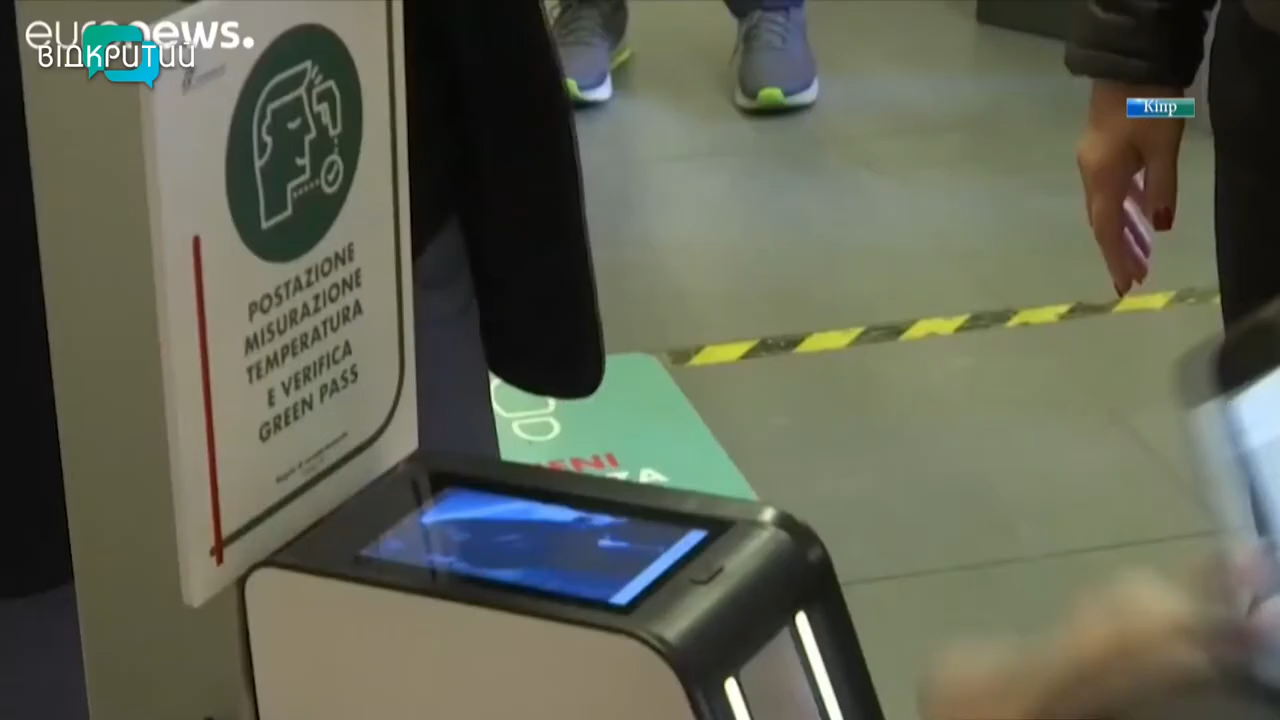 euronews.
ВІДКРИТИЙ
Кіпр
POSTAZIONE
MISURAZIONE
TEMPERATURA
E VERIFICA
GREEN PASS